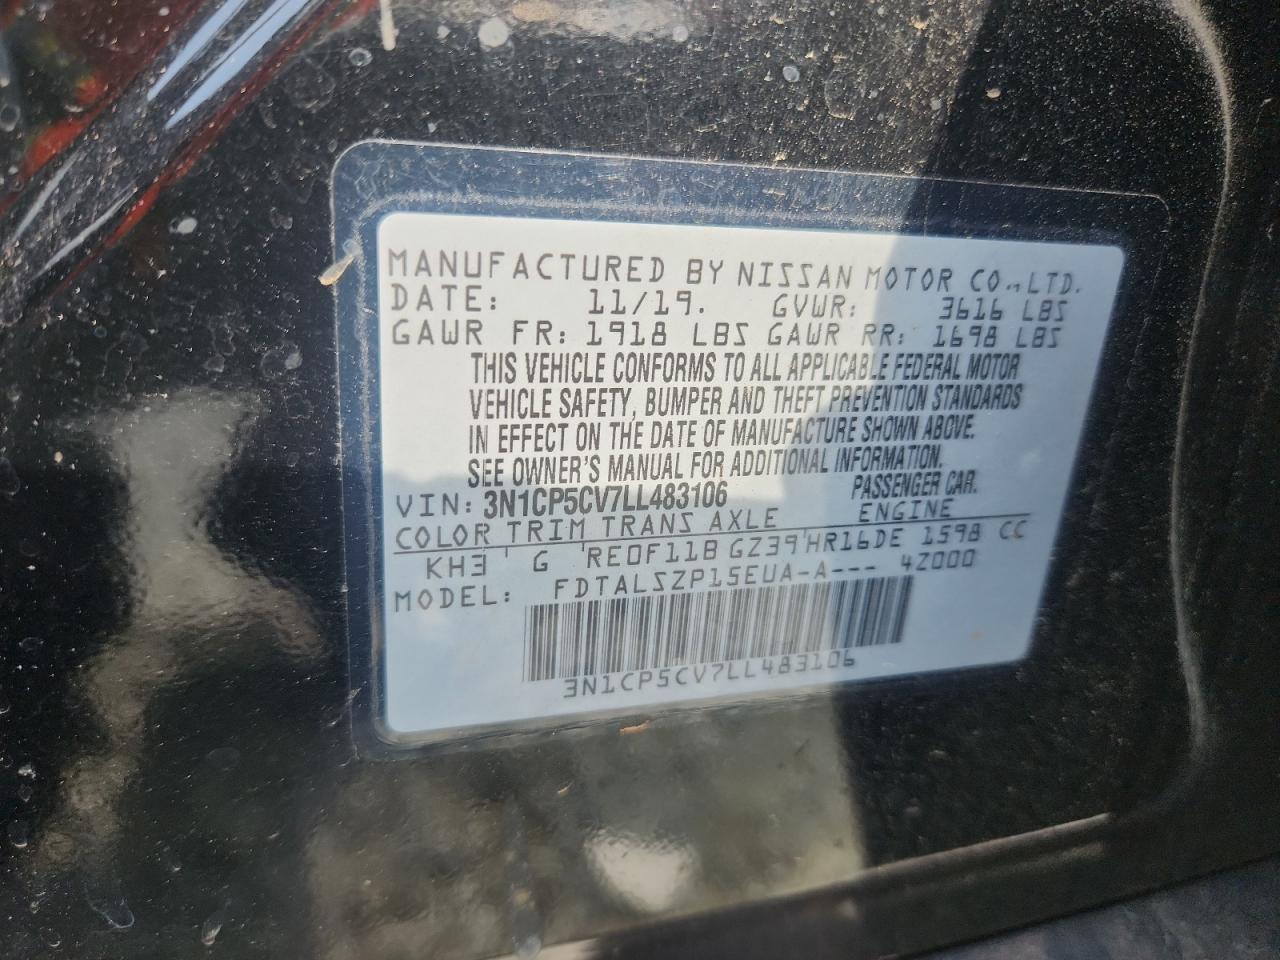 MANUFACTURED BY NISSAN MOTOR CO.,LTD.
DATE: 11/19. GVWR: 3616 LBS
GAWR FR: 1918 LBS GAWR RR: 1698 LBS
THIS VEHICLE CONFORMS TO ALL APPLICABLE FEDERAL MOTOR
VEHICLE SAFETY, BUMPER AND THEFT PREVENTION STANDARDS
IN EFFECT ON THE DATE OF MANUFACTURE SHOWN ABOVE.
SEE OWNER'S MANUAL FOR ADDITIONAL INFORMATION.
VIN: 3N1CP5CV7LL483106 PASSENGER CAR.
COLOR TRIM TRANS AXLE ENGINE
KH3 G RE0F11B GZ39 HR16DE 1598 CC
MODEL: FDTALSZP15EUA-A--- 4Z000
3N1CP5CV7LL483106